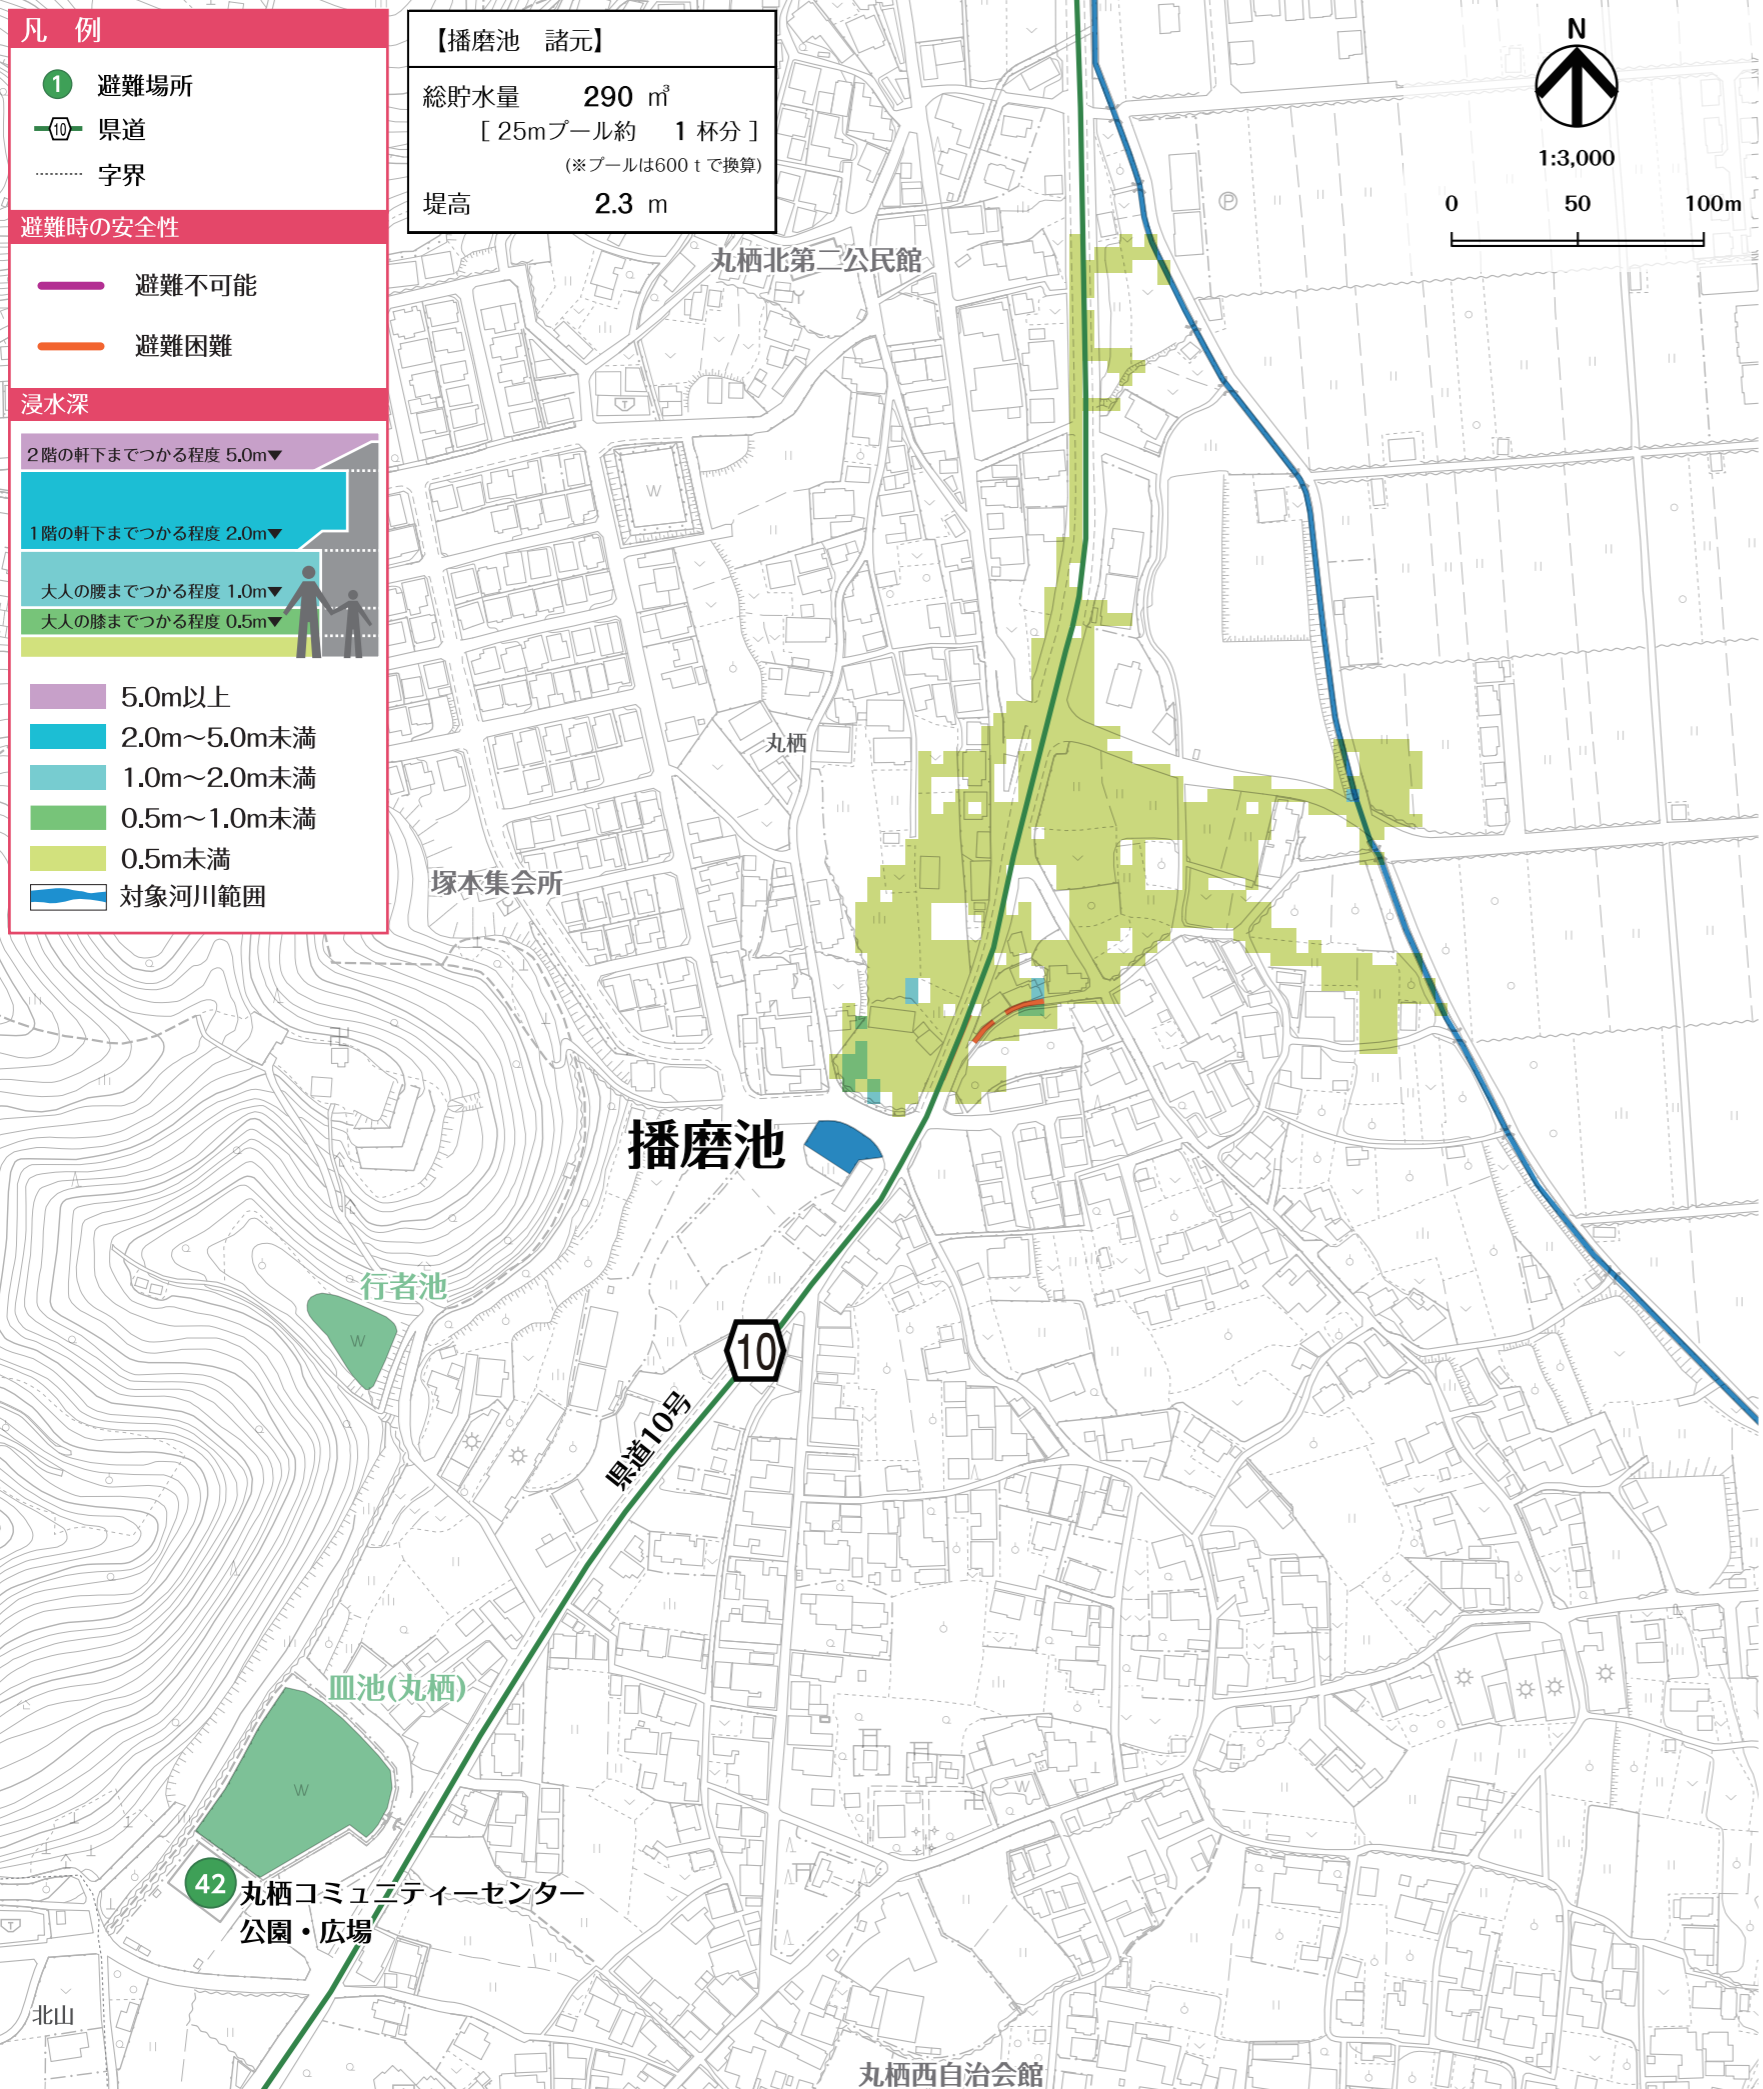 凡 例
1 避難場所
10 県道
字界
避難時の安全性
避難不可能
避難困難
浸水深
2階の軒下までつかる程度 5.0m▼
1階の軒下までつかる程度 2.0m▼
大人の腰までつかる程度 1.0m▼
大人の膝までつかる程度 0.5m▼
5.0m以上
2.0m～5.0m未満
1.0m～2.0m未満
0.5m～1.0m未満
0.5m未満
対象河川範囲
【播磨池 諸元】
総貯水量 290 ㎥
[ 25mプール約 1 杯分 ]
(※プールは600ｔで換算)
堤高 2.3 m
N
1:3,000
0 50 100m
P
丸栖北第二公民館
W
丸栖
塚本集会所
播磨池
行者池
W
10
県道10号
皿池(丸栖)
W
W
42
丸栖コミュニティーセンター
公園・広場
北山
丸栖西自治会館